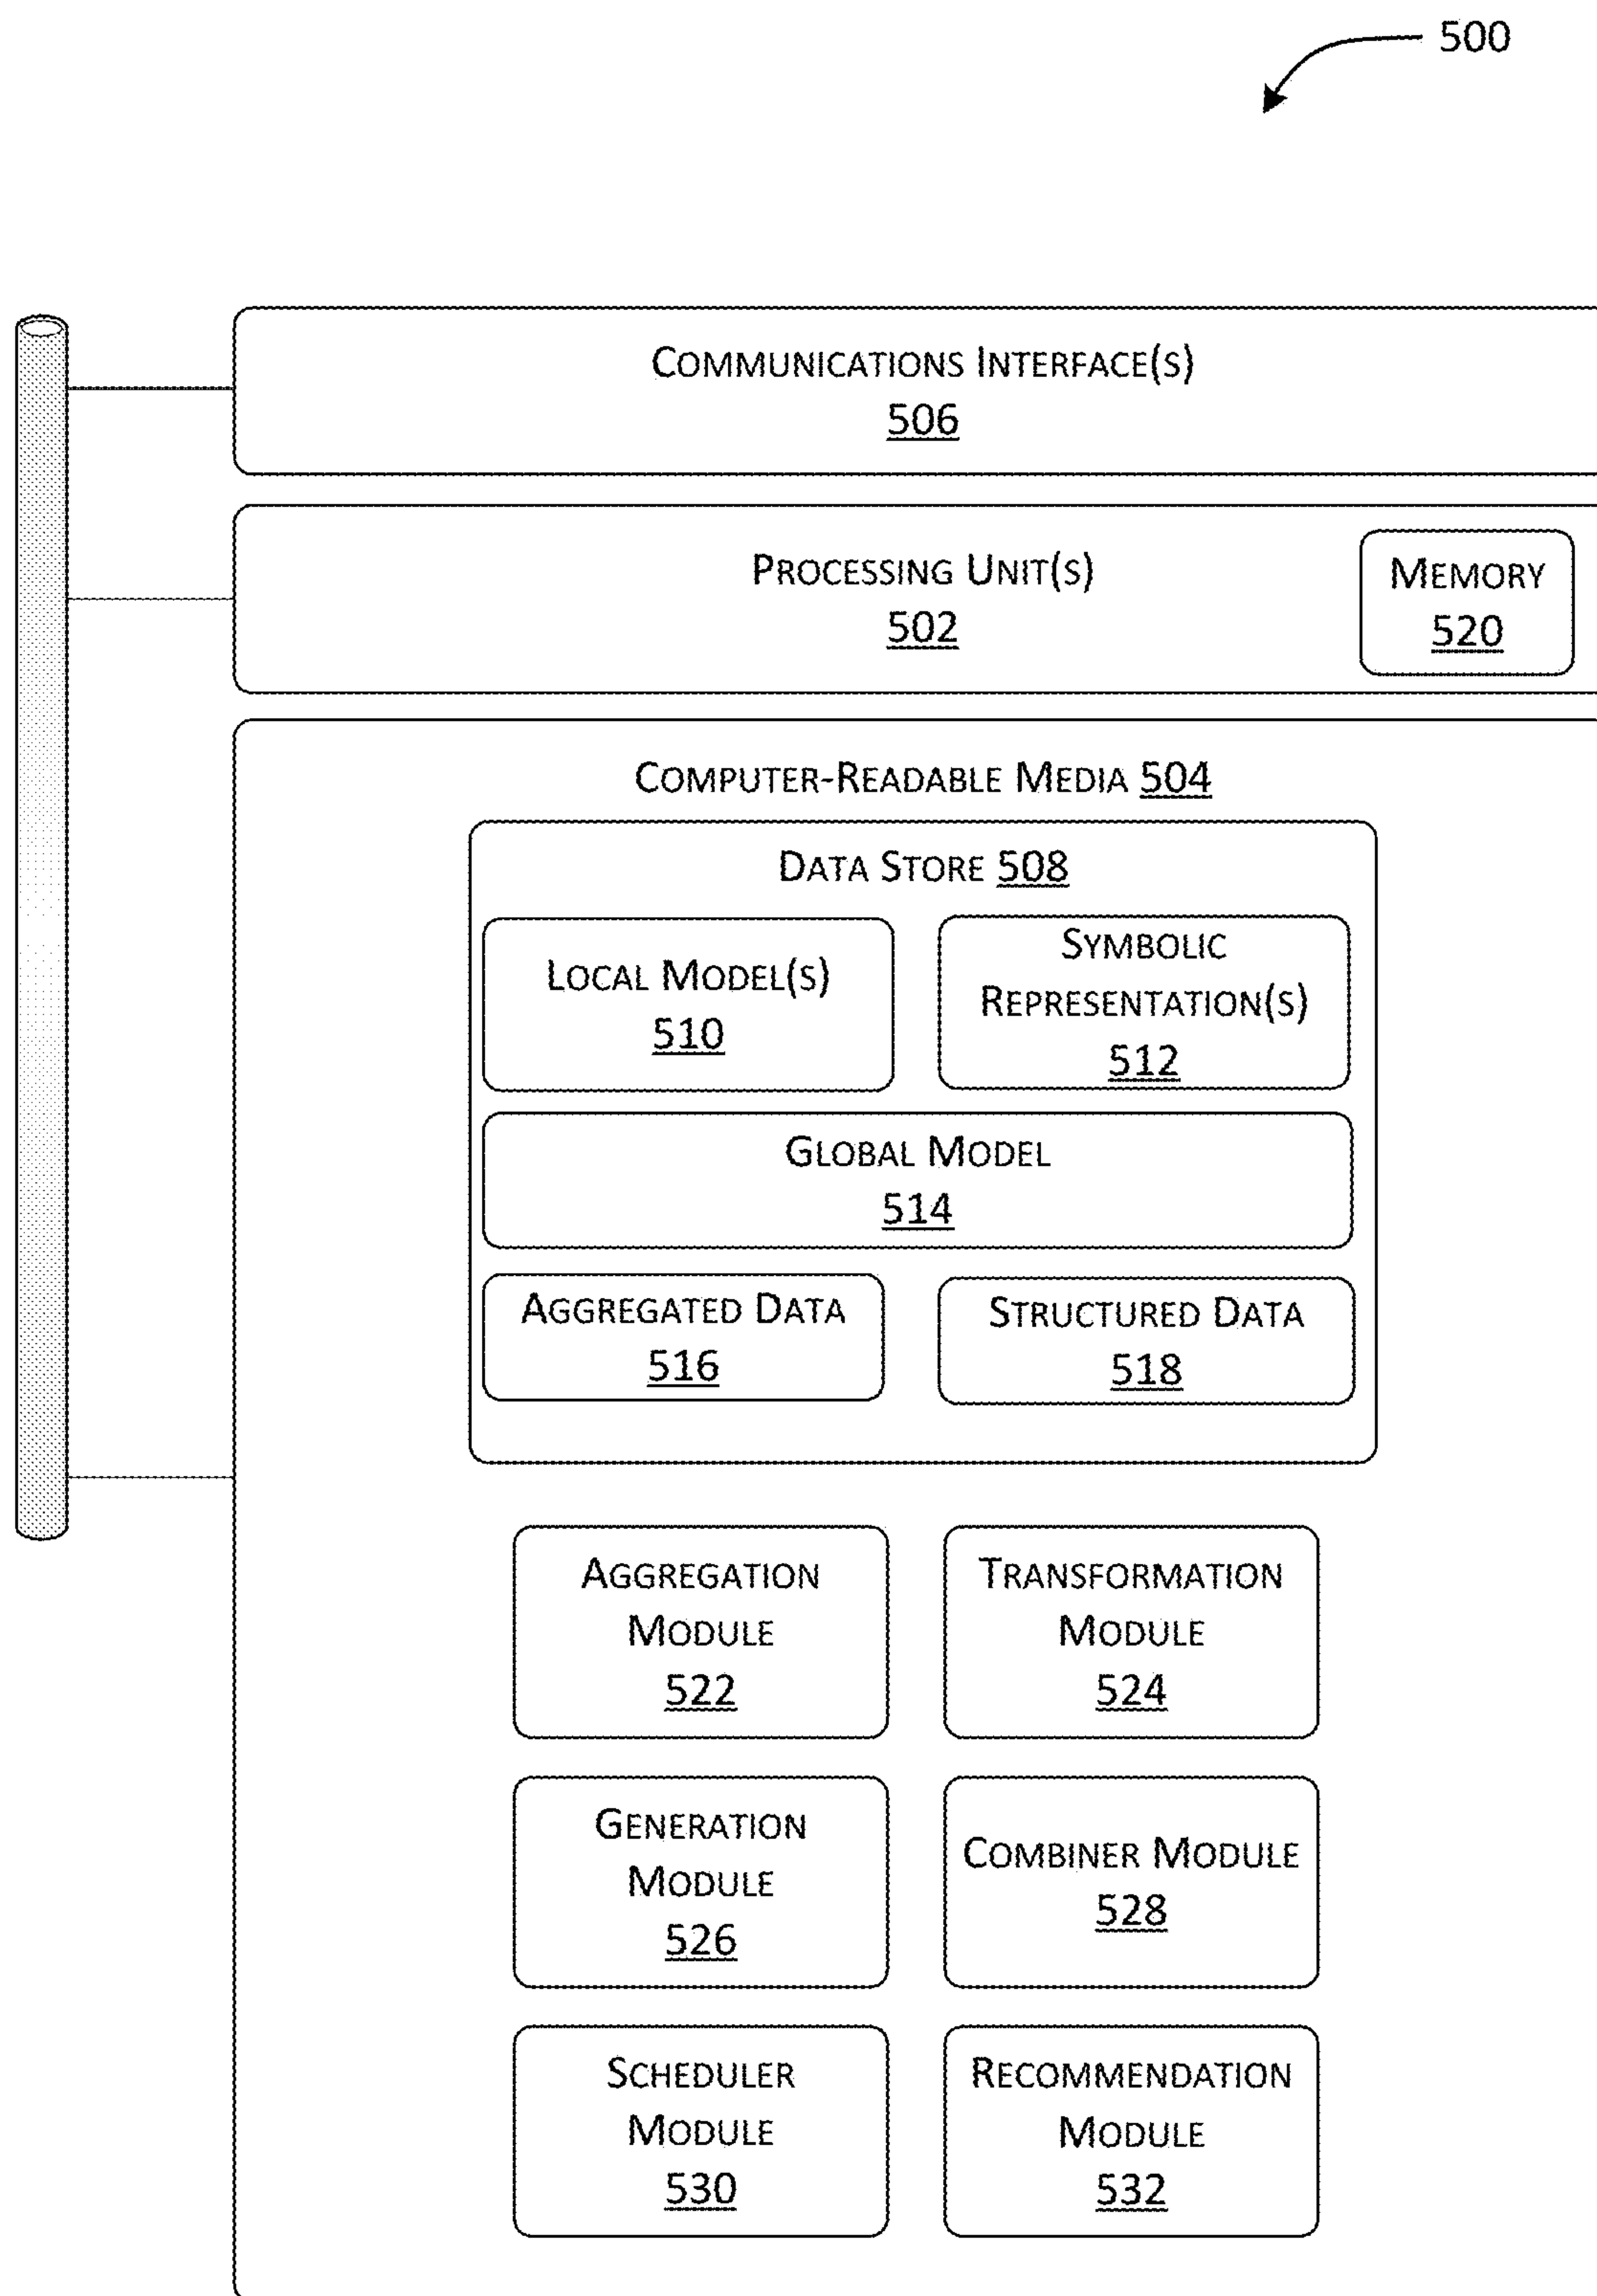 500
COMMUNICATIONS INTERFACE(S)
506
PROCESSING UNIT(S)
502
MEMORY
520
COMPUTER-READABLE MEDIA 504
DATA STORE 508
LOCAL MODEL(S)
510
SYMBOLIC
REPRESENTATION(S)
512
GLOBAL MODEL
514
AGGREGATED DATA
516
STRUCTURED DATA
518
AGGREGATION
MODULE
522
TRANSFORMATION
MODULE
524
GENERATION
MODULE
526
COMBINER MODULE
528
SCHEDULER
MODULE
530
RECOMMENDATION
MODULE
532